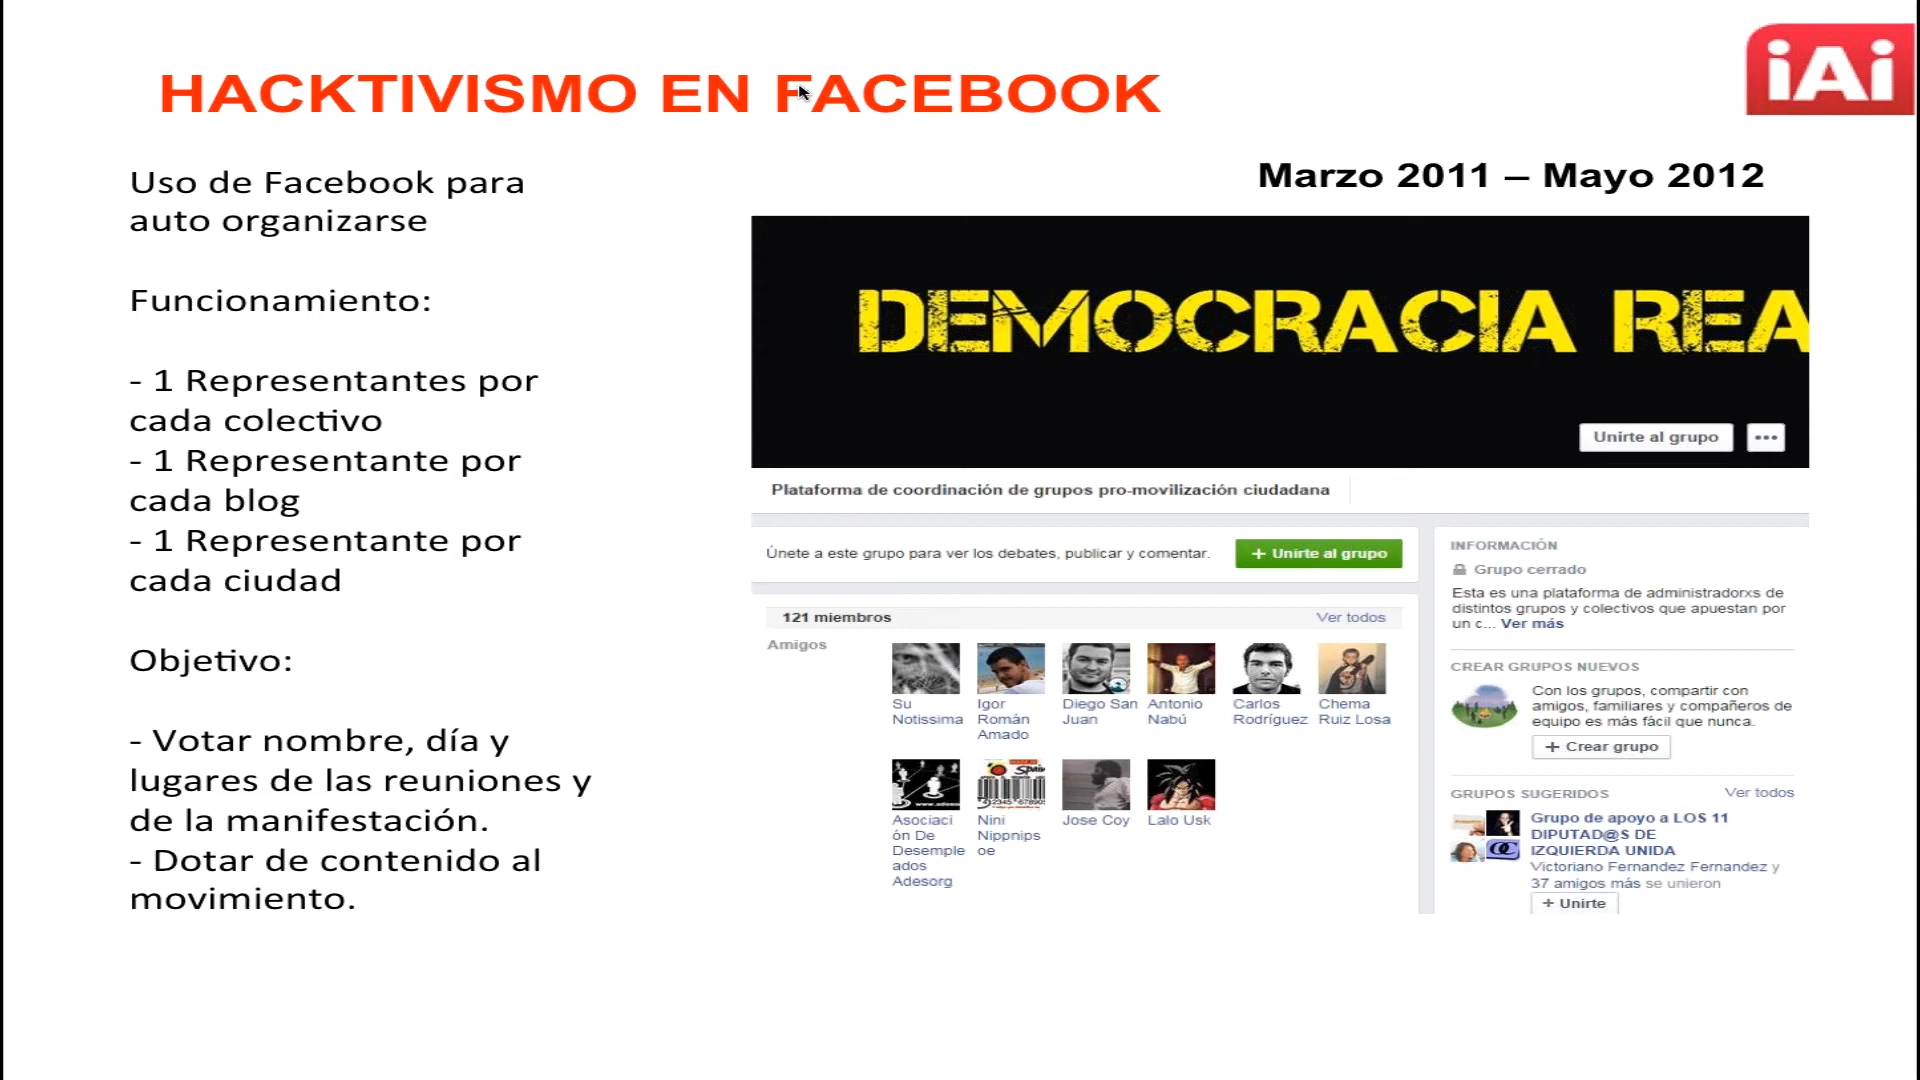 HACKTIVISMO EN FACEBOOK
iAi
Uso de Facebook para
auto organizarse
Funcionamiento:
- 1 Representantes por
cada colectivo
- 1 Representante por
cada blog
- 1 Representante por
cada ciudad
Objetivo:
- Votar nombre, día y
lugares de las reuniones y
de la manifestación.
- Dotar de contenido al
movimiento.
Marzo 2011 – Mayo 2012
DEMOCRACIA REA
Unirte al grupo
Plataforma de coordinación de grupos pro-movilización ciudadana
Únete a este grupo para ver los debates, publicar y comentar.
+ Unirte al grupo
121 miembros
Ver todos
Amigos
Su
Notissima
Igor
Román
Amado
Diego San
Juan
Antonio
Nabú
Carlos
Rodríguez
Chema
Ruiz Losa
Asociaci
ón De
Desemple
ados
Adesorg
Nini
Nippnips
oe
Jose Coy
Lalo Usk
INFORMACIÓN
Grupo cerrado
Esta es una plataforma de administradorxs de
distintos grupos y colectivos que apuestan por
un c... Ver más
CREAR GRUPOS NUEVOS
Con los grupos, compartir con
amigos, familiares y compañeros de
equipo es más fácil que nunca.
+ Crear grupo
GRUPOS SUGERIDOS
Ver todos
Grupo de apoyo a LOS 11
DIPUTAD@S DE
IZQUIERDA UNIDA
Victoriano Fernandez Fernandez y
37 amigos más se unieron
+ Unirte